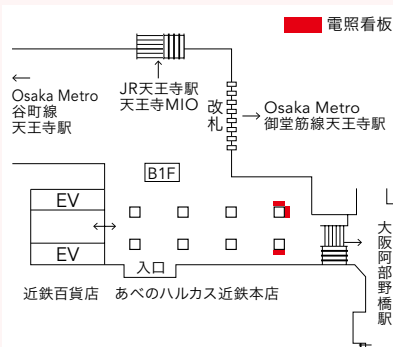 電照看板
Osaka Metro
谷町線
天王寺駅
JR天王寺駅
天王寺MIO
改札
Osaka Metro
御堂筋線天王寺駅
B1F
EV
EV
入口
近鉄百貨店
あべのハルカス近鉄本店
大阪阿部野橋駅